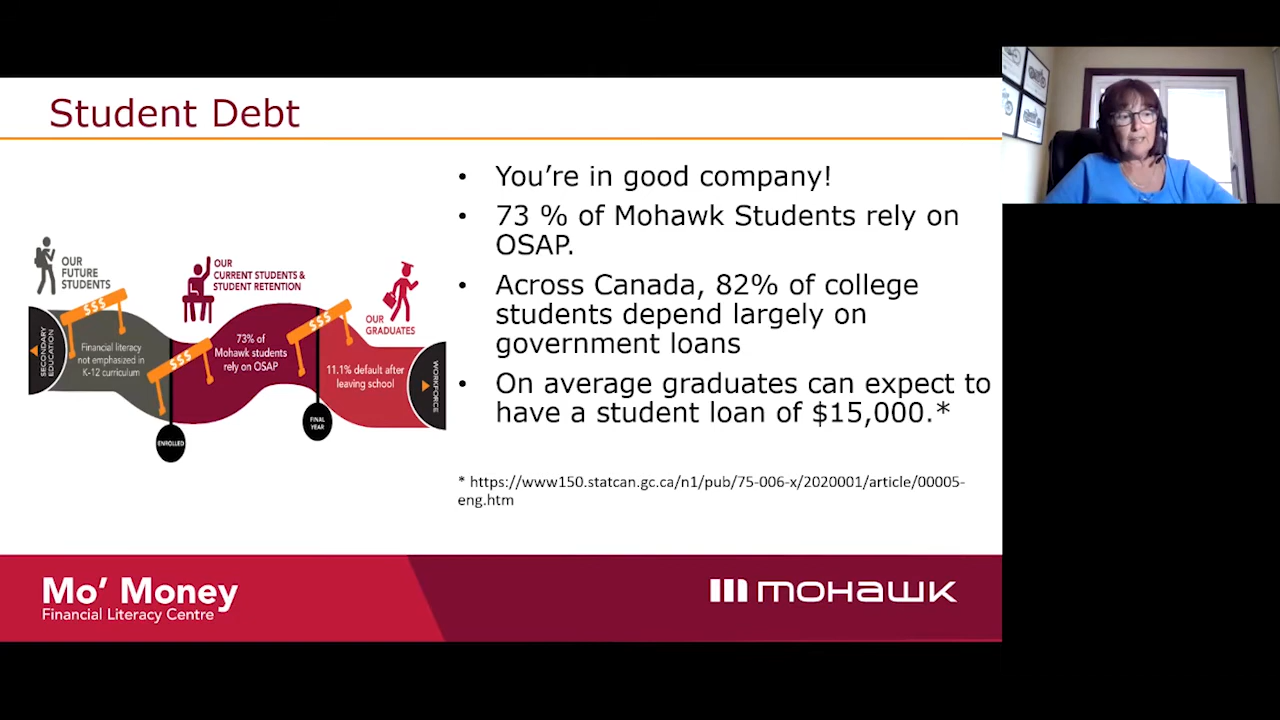 Student Debt
OUR
FUTURE
STUDENTS
OUR
CURRENT STUDENTS &
STUDENT RETENTION
OUR
GRADUATES
$$$
$$$
$$$
SECONDARY
EDUCATION
Financial literacy
not emphasized in
K-12 curriculum
73% of
Mohawk students
rely on OSAP
11.1% default after
leaving school
WORKFORCE
ENROLLED
FINAL
YEAR
• You’re in good company!
• 73 % of Mohawk Students rely on
OSAP.
• Across Canada, 82% of college
students depend largely on
government loans
• On average graduates can expect to
have a student loan of $15,000.*
* https://www150.statcan.gc.ca/n1/pub/75-006-x/2020001/article/00005-
eng.htm
Mo’ Money
Financial Literacy Centre
mohawk